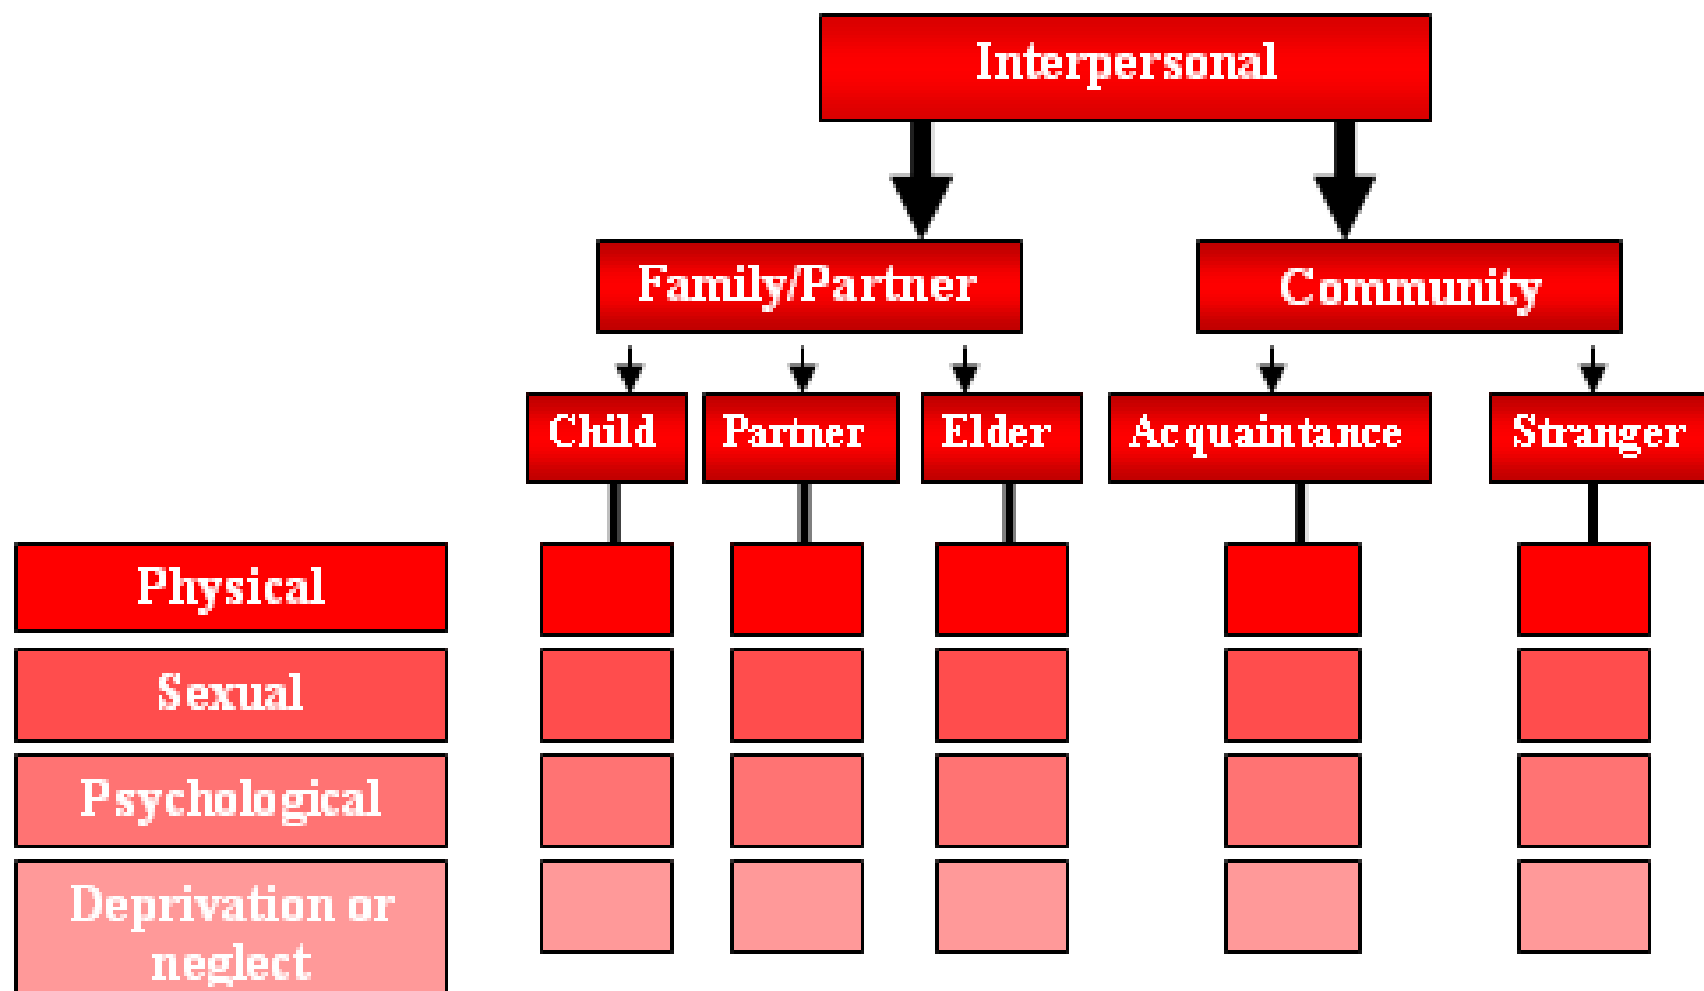 Interpersonal
Family/Partner
Community
Child
Partner
Elder
Acquaintance
Stranger
Physical
Sexual
Psychological
Deprivation or
neglect